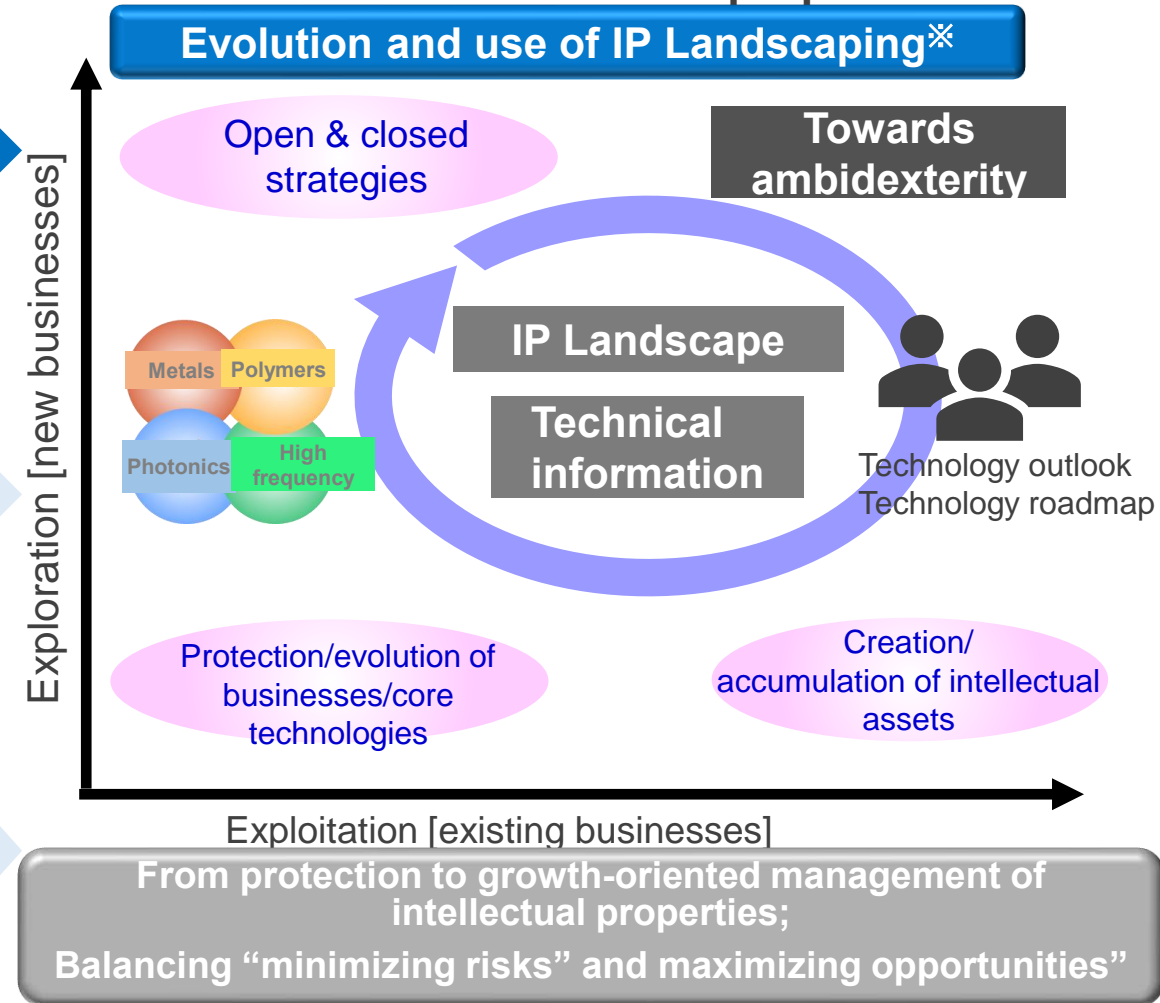 Evolution and use of IP Landscaping※
Open & closed
strategies
Towards
ambidexterity
Exploration [new businesses]
IP Landscape
Metals
Polymers
Photonics
High
frequency
Technical
information
Technology outlook
Technology roadmap
Protection/evolution of
businesses/core
technologies
Creation/
accumulation of intellectual
assets
Exploitation [existing businesses]
From protection to growth-oriented management of
intellectual properties;
Balancing “minimizing risks” and maximizing opportunities”